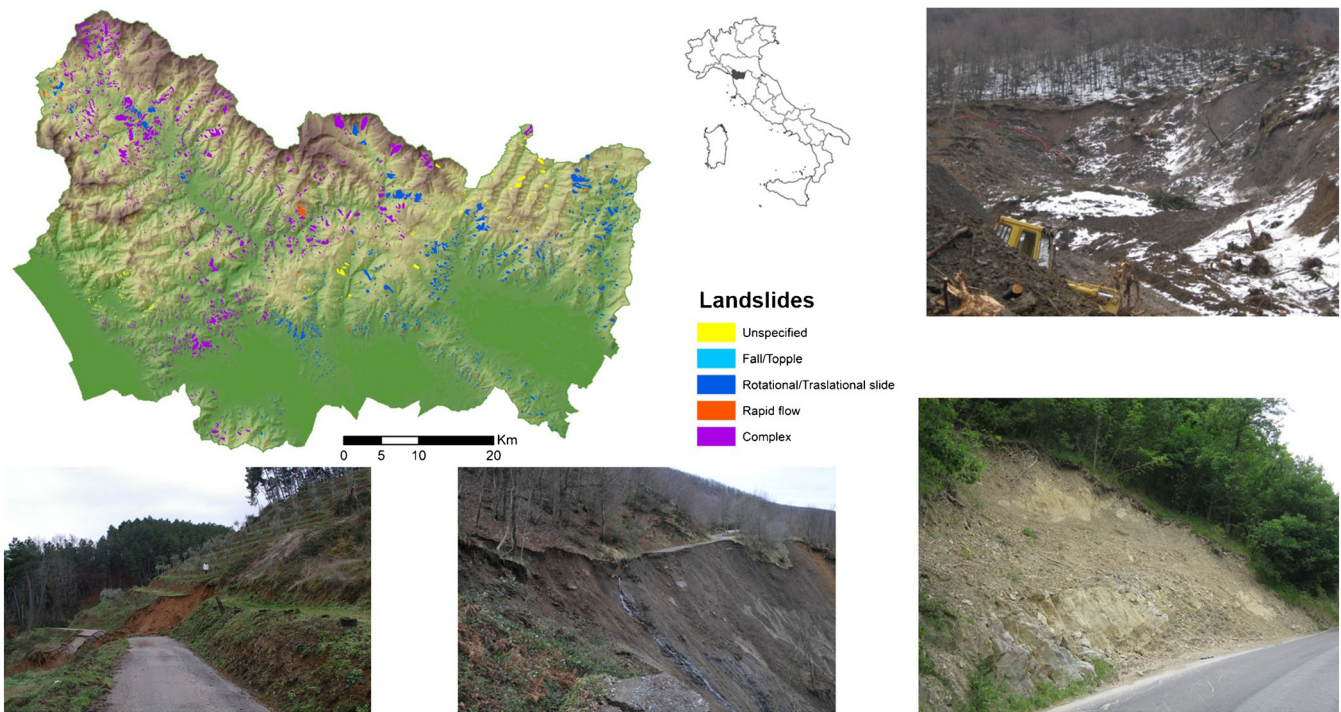 Landslides
Unspecified
Fall/Topple
Rotational/Traslational slide
Rapid flow
Complex
Km
0 5 10 20